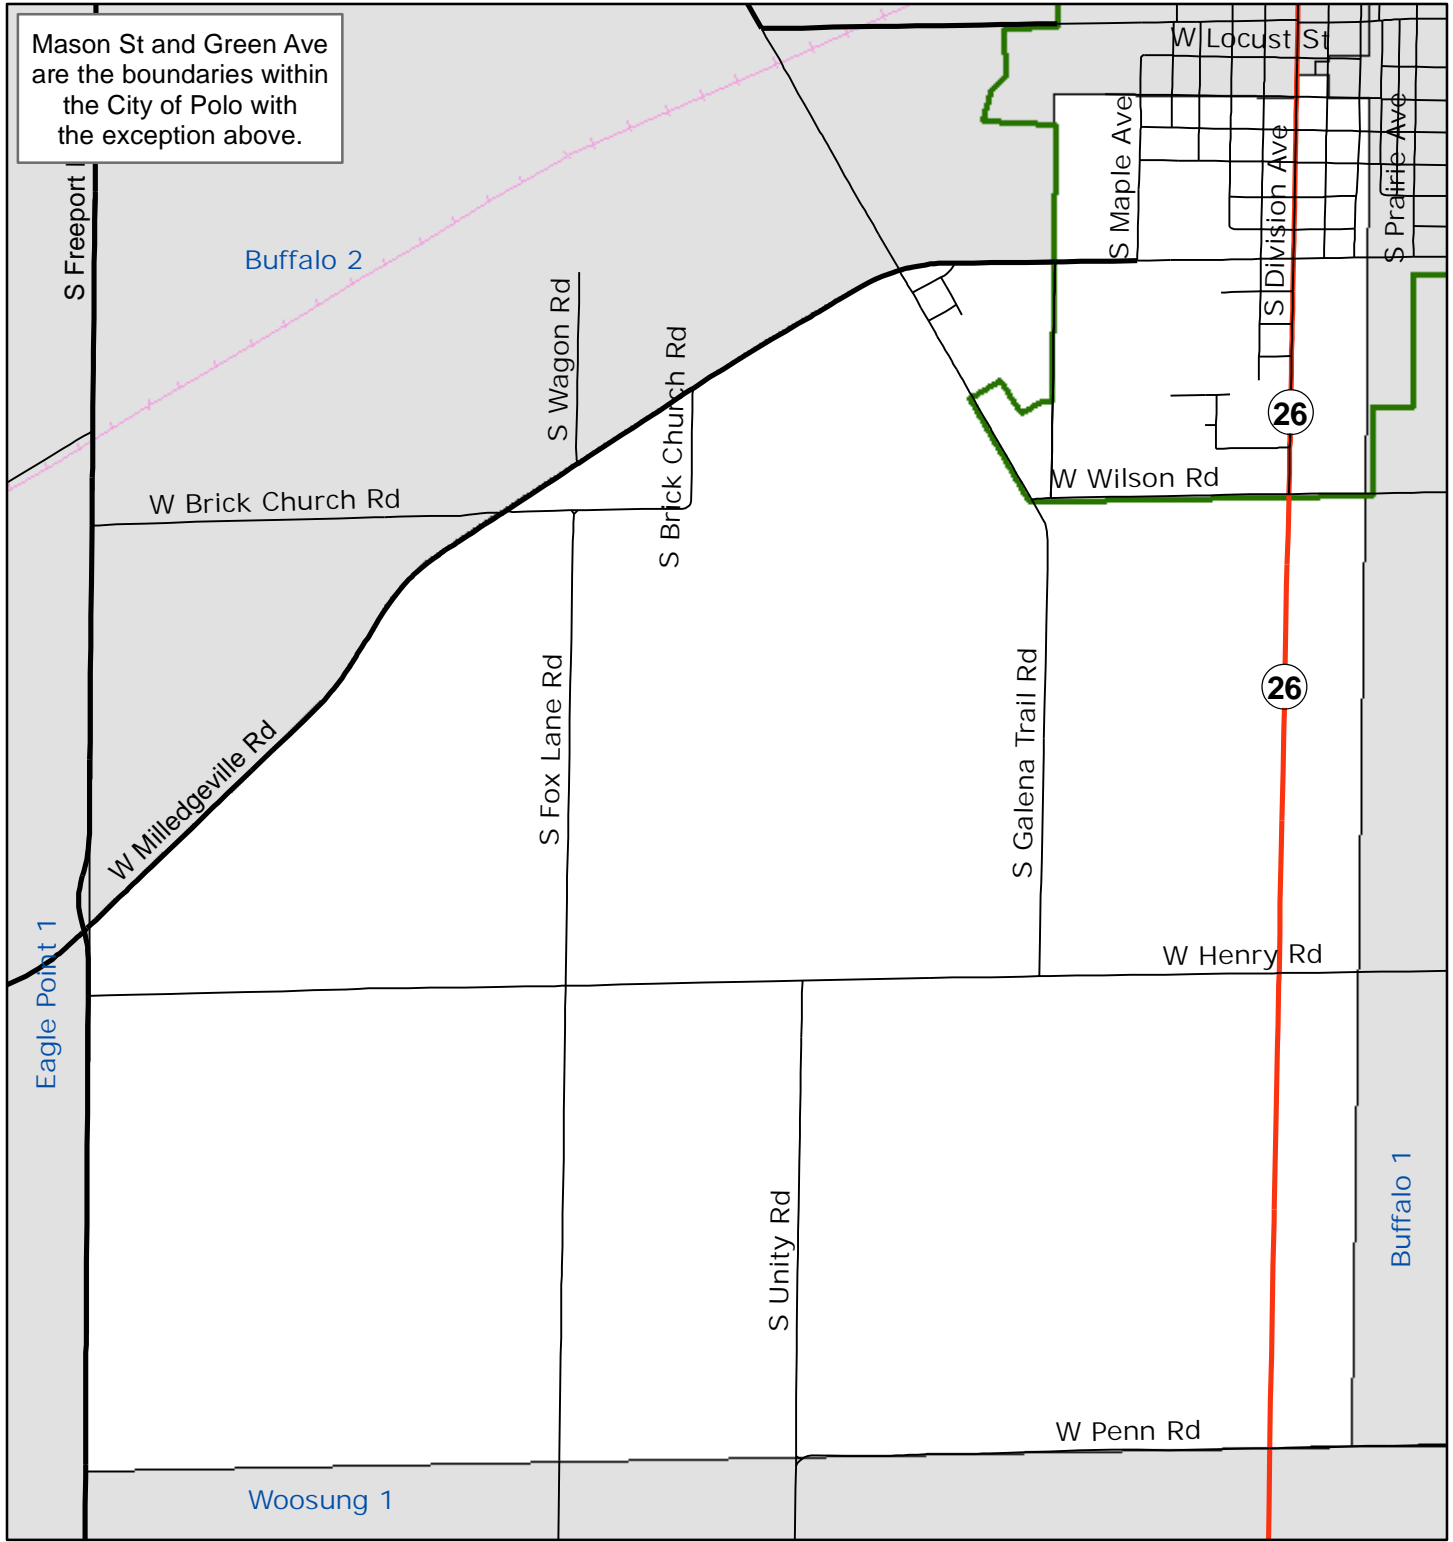 Mason St and Green Ave
are the boundaries within
the City of Polo with
the exception above.
W Locust St
S Maple Ave
S Division Ave
S Prairie Ave
S Freeport
Buffalo 2
S Wagon Rd
S Brick Church Rd
26
W Wilson Rd
W Brick Church Rd
26
S Fox Lane Rd
S Galena Trail Rd
W Milledgeville Rd
W Henry Rd
Eagle Point 1
S Unity Rd
Buffalo 1
W Penn Rd
Woosung 1